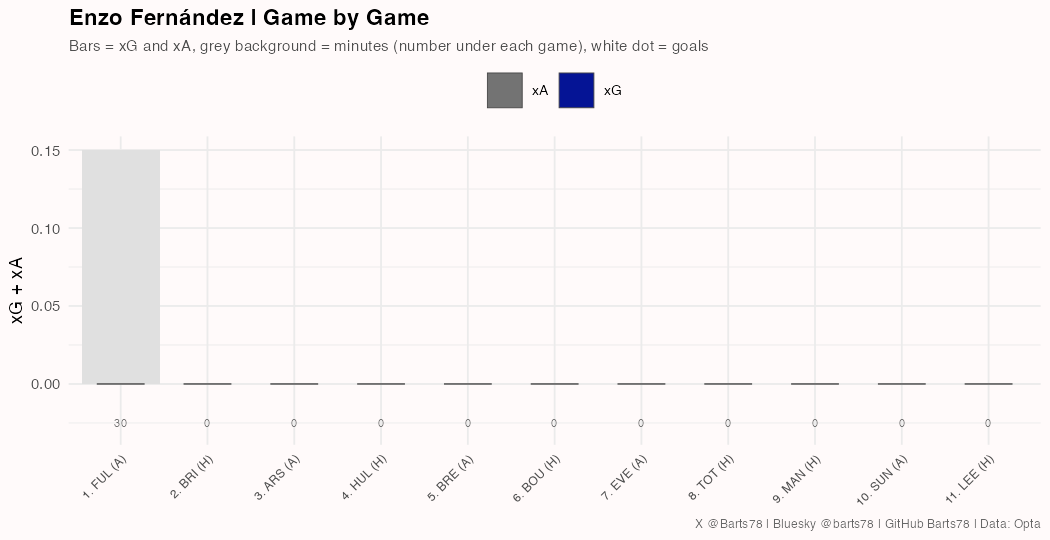 Enzo Fernández | Game by Game
Bars = xG and xA, grey background = minutes (number under each game), white dot = goals
xA xG
xG + xA
0.15
0.10
0.05
0.00
30 0 0 0 0 0 0 0 0 0 0
1. FUL (A) 2. BRI (H) 3. ARS (A) 4. HUL (H) 5. BRE (A) 6. BOU (H) 7. EVE (A) 8. TOT (H) 9. MAN (H) 10. SUN (A) 11. LEE (H)
X @Barts78 | Bluesky @barts78 | GitHub Barts78 | Data: Opta